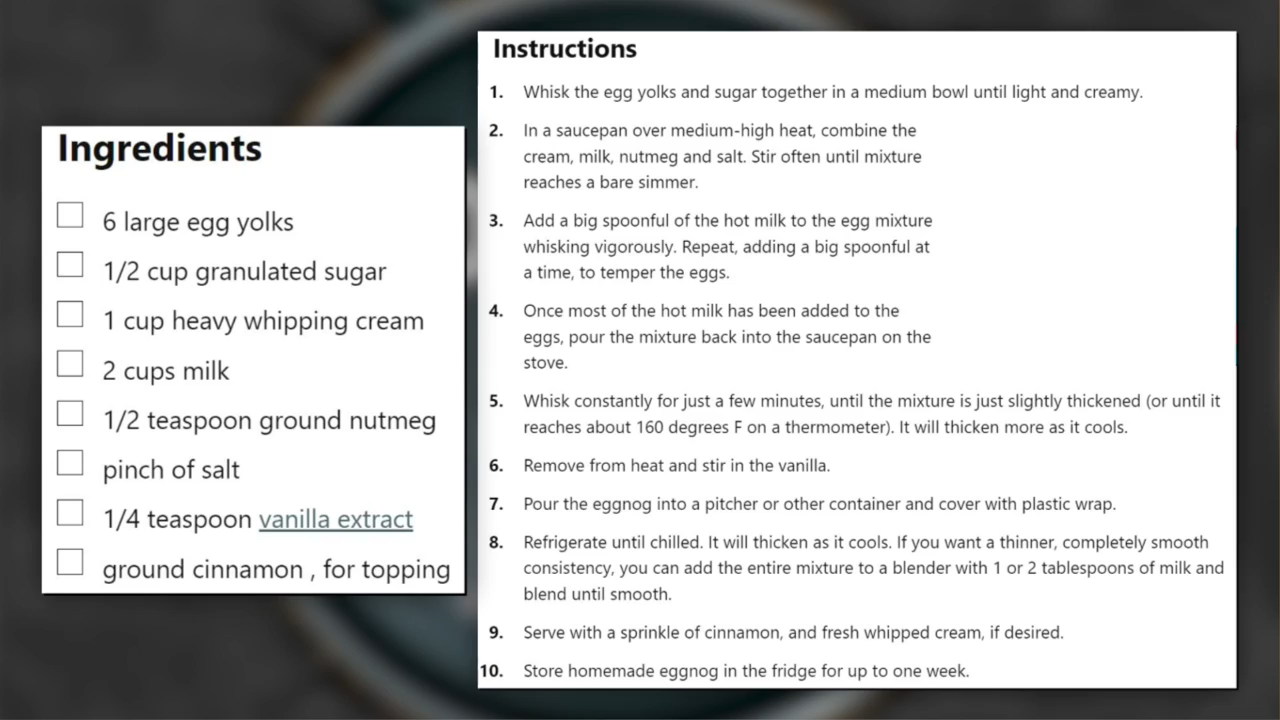 Ingredients
6 large egg yolks
1/2 cup granulated sugar
1 cup heavy whipping cream
2 cups milk
1/2 teaspoon ground nutmeg
pinch of salt
1/4 teaspoon vanilla extract
ground cinnamon , for topping
Instructions
1. Whisk the egg yolks and sugar together in a medium bowl until light and creamy.
2. In a saucepan over medium-high heat, combine the
cream, milk, nutmeg and salt. Stir often until mixture
reaches a bare simmer.
3. Add a big spoonful of the hot milk to the egg mixture
whisking vigorously. Repeat, adding a big spoonful at
a time, to temper the eggs.
4. Once most of the hot milk has been added to the
eggs, pour the mixture back into the saucepan on the
stove.
5. Whisk constantly for just a few minutes, until the mixture is just slightly thickened (or until it
reaches about 160 degrees F on a thermometer). It will thicken more as it cools.
6. Remove from heat and stir in the vanilla.
7. Pour the eggnog into a pitcher or other container and cover with plastic wrap.
8. Refrigerate until chilled. It will thicken as it cools. If you want a thinner, completely smooth
consistency, you can add the entire mixture to a blender with 1 or 2 tablespoons of milk and
blend until smooth.
9. Serve with a sprinkle of cinnamon, and fresh whipped cream, if desired.
10. Store homemade eggnog in the fridge for up to one week.